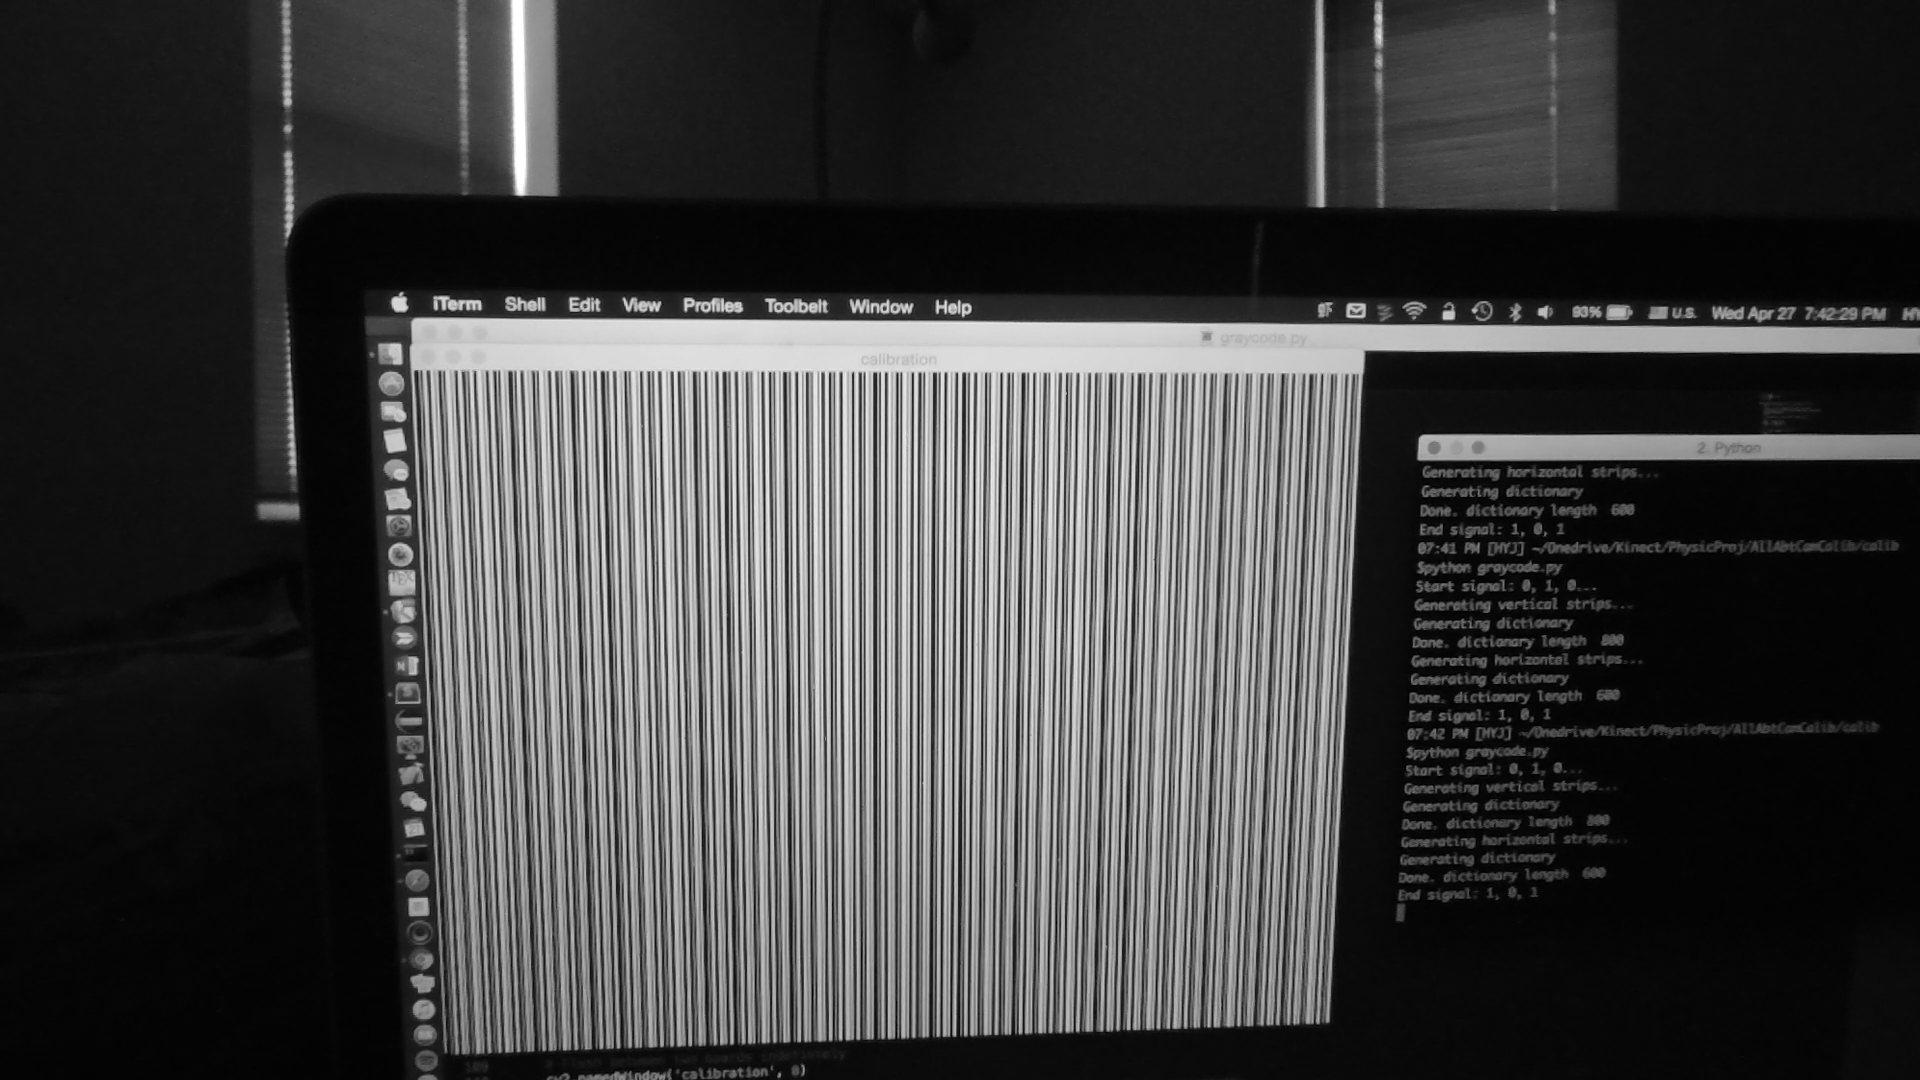 iTerm Shell Edit View Profiles Toolbelt Window Help 93% U.S. Wed Apr 27 7:42:29 PM
graycode.py
calibration
2. Python
Generating horizontal strips...
Generating dictionary
Done. dictionary length 600
End signal: 1, 0, 1
07:41 PM [HYJ] ~/Onedrive/Kinect/PhysicProj/AllAbtCamCalib/calib
$python graycode.py
Start signal: 0, 1, 0...
Generating vertical strips...
Generating dictionary
Done. dictionary length 800
Generating horizontal strips...
Generating dictionary
Done. dictionary length 600
End signal: 1, 0, 1
07:42 PM [HYJ] ~/Onedrive/Kinect/PhysicProj/AllAbtCamCalib/calib
$python graycode.py
Start signal: 0, 1, 0...
Generating vertical strips...
Generating dictionary
Done. dictionary length 800
Generating horizontal strips...
Generating dictionary
Done. dictionary length 600
End signal: 1, 0, 1
cv2.namedWindow('calibration', 0)